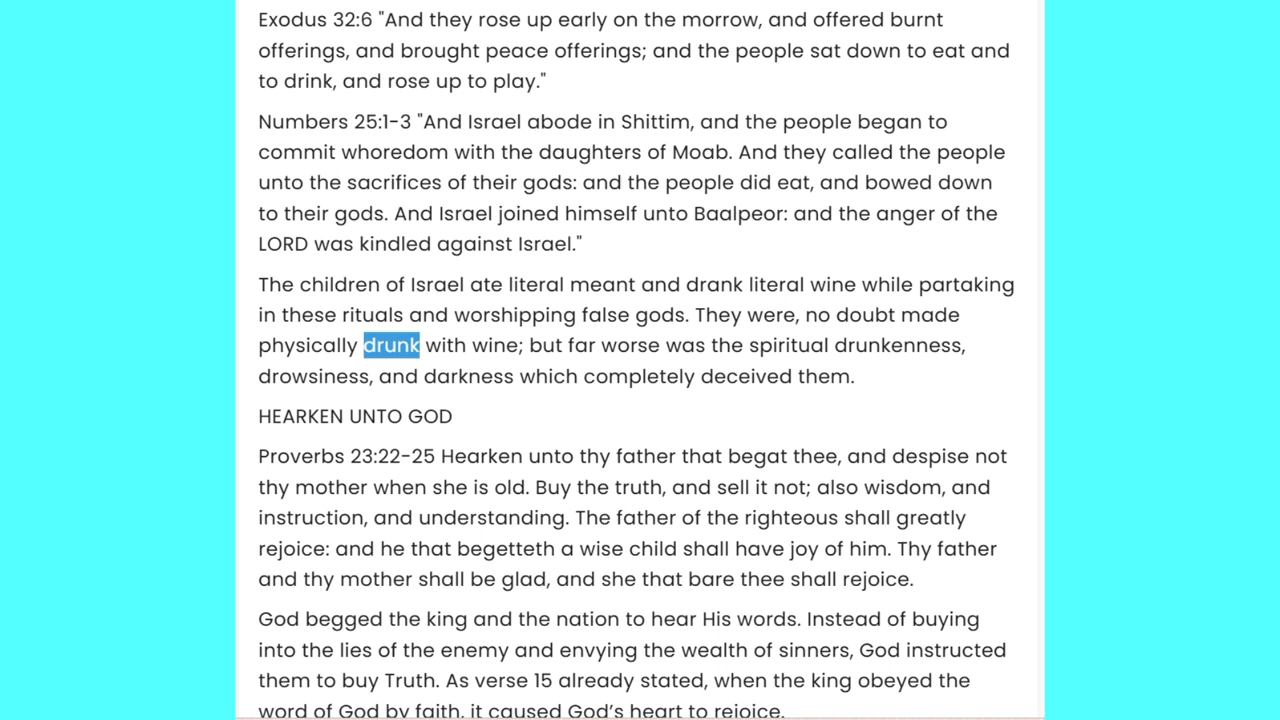 Exodus 32:6 "And they rose up early on the morrow, and offered burnt
offerings, and brought peace offerings; and the people sat down to eat and
to drink, and rose up to play."
Numbers 25:1-3 "And Israel abode in Shittim, and the people began to
commit whoredom with the daughters of Moab. And they called the people
unto the sacrifices of their gods: and the people did eat, and bowed down
to their gods. And Israel joined himself unto Baalpeor: and the anger of the
LORD was kindled against Israel."
The children of Israel ate literal meant and drank literal wine while partaking
in these rituals and worshipping false gods. They were, no doubt made
physically drunk with wine; but far worse was the spiritual drunkenness,
drowsiness, and darkness which completely deceived them.
HEARKEN UNTO GOD
Proverbs 23:22-25 Hearken unto thy father that begat thee, and despise not
thy mother when she is old. Buy the truth, and sell it not; also wisdom, and
instruction, and understanding. The father of the righteous shall greatly
rejoice: and he that begetteth a wise child shall have joy of him. Thy father
and thy mother shall be glad, and she that bare thee shall rejoice.
God begged the king and the nation to hear His words. Instead of buying
into the lies of the enemy and envying the wealth of sinners, God instructed
them to buy Truth. As verse 15 already stated, when the king obeyed the
word of God by faith, it caused God's heart to rejoice.